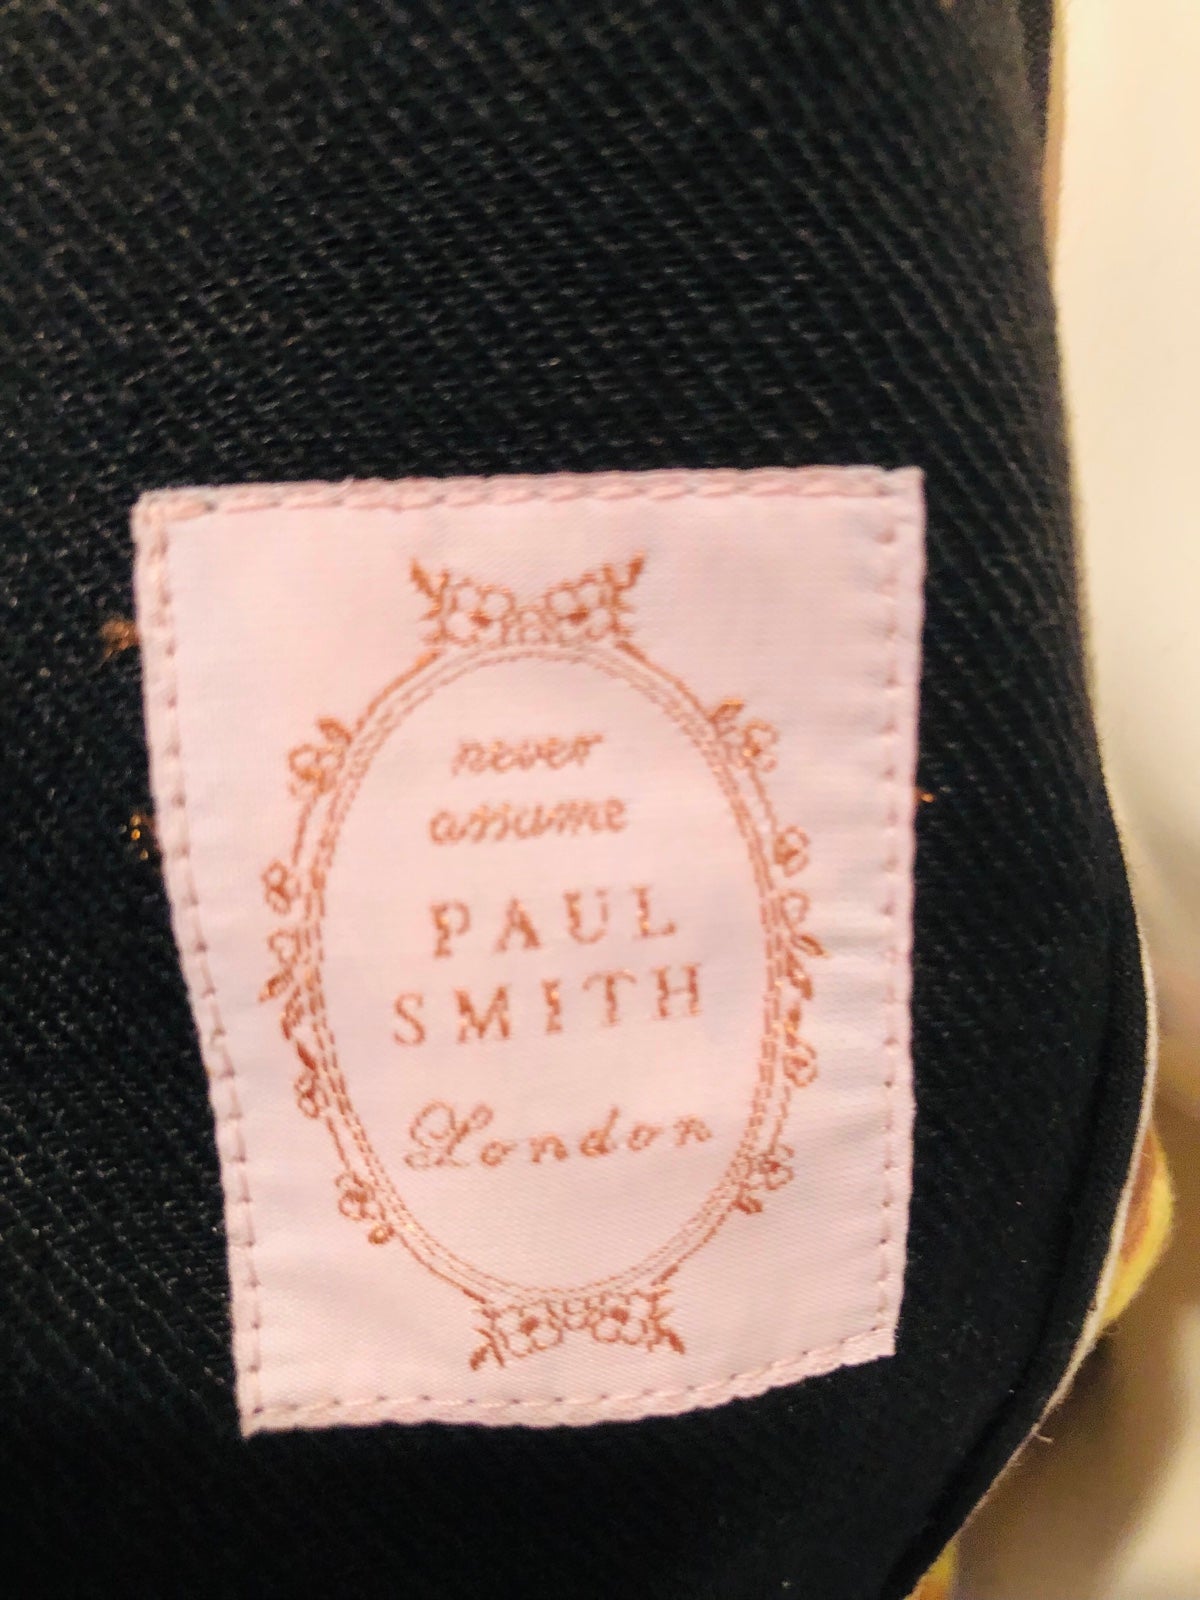 never
assume
PAUL
SMITH
London